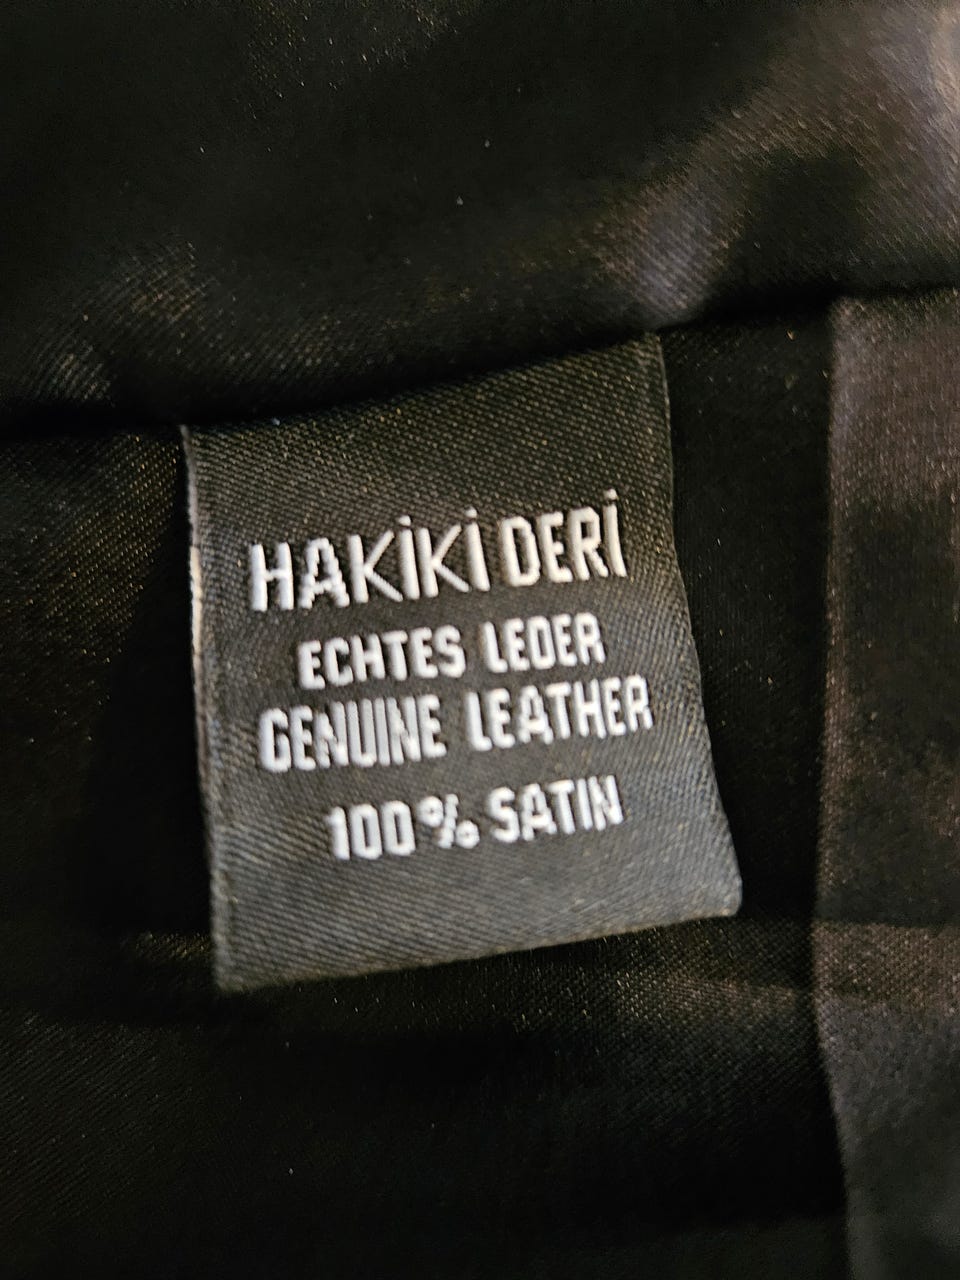 HAKİKİ DERİ
ECHTES LEDER
GENUINE LEATHER
100% SATIN